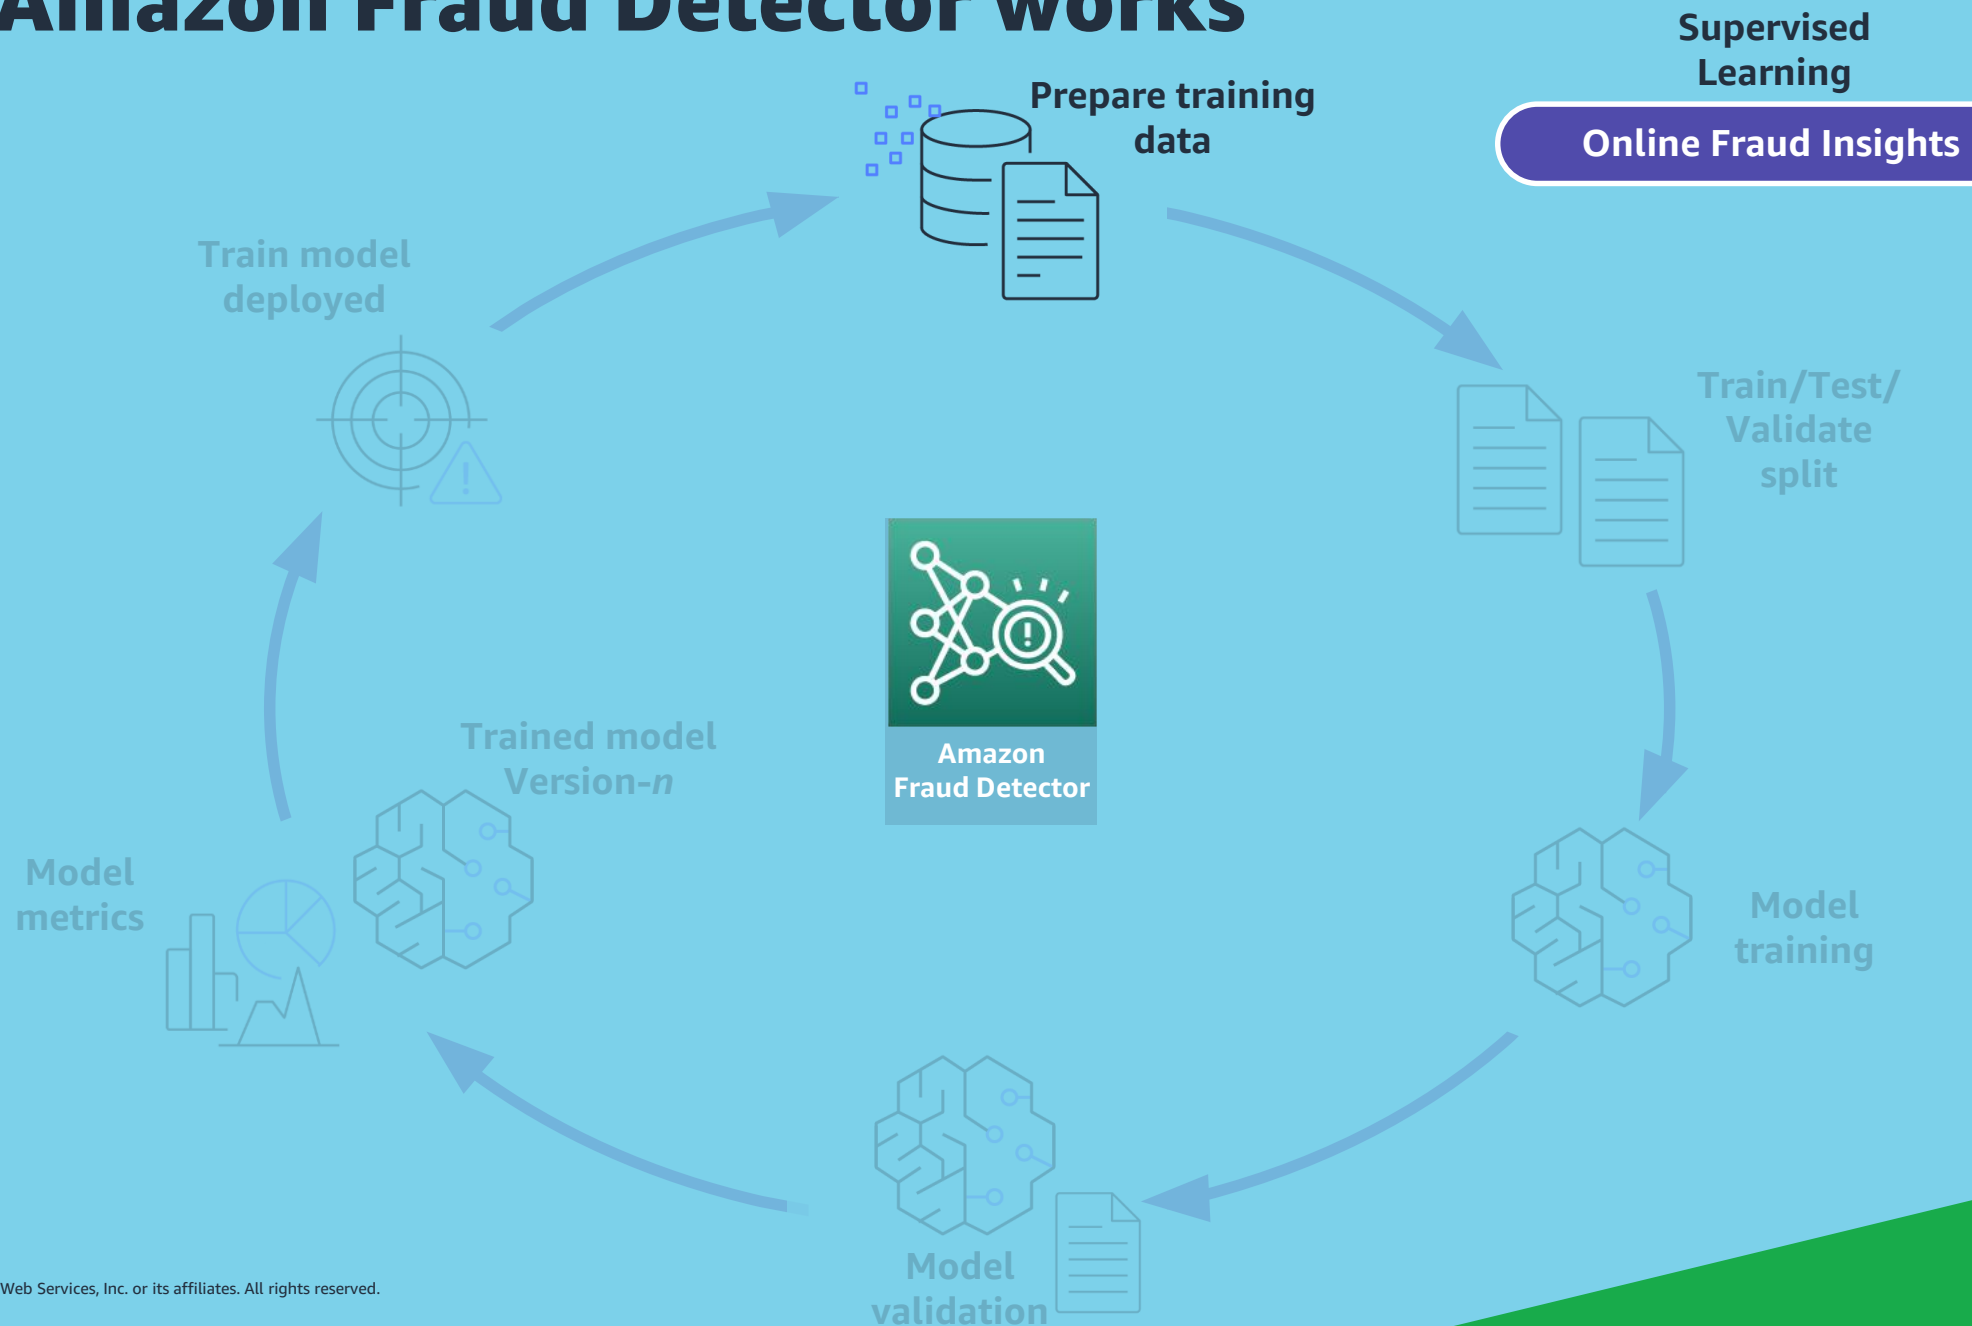 Amazon Fraud Detector works
Supervised
Learning
Online Fraud Insights
Prepare training
data
Train model
deployed
Train/Test/
Validate
split
Amazon
Fraud Detector
Trained model
Version-n
Model
metrics
Model
training
Model
validation
Web Services, Inc. or its affiliates. All rights reserved.